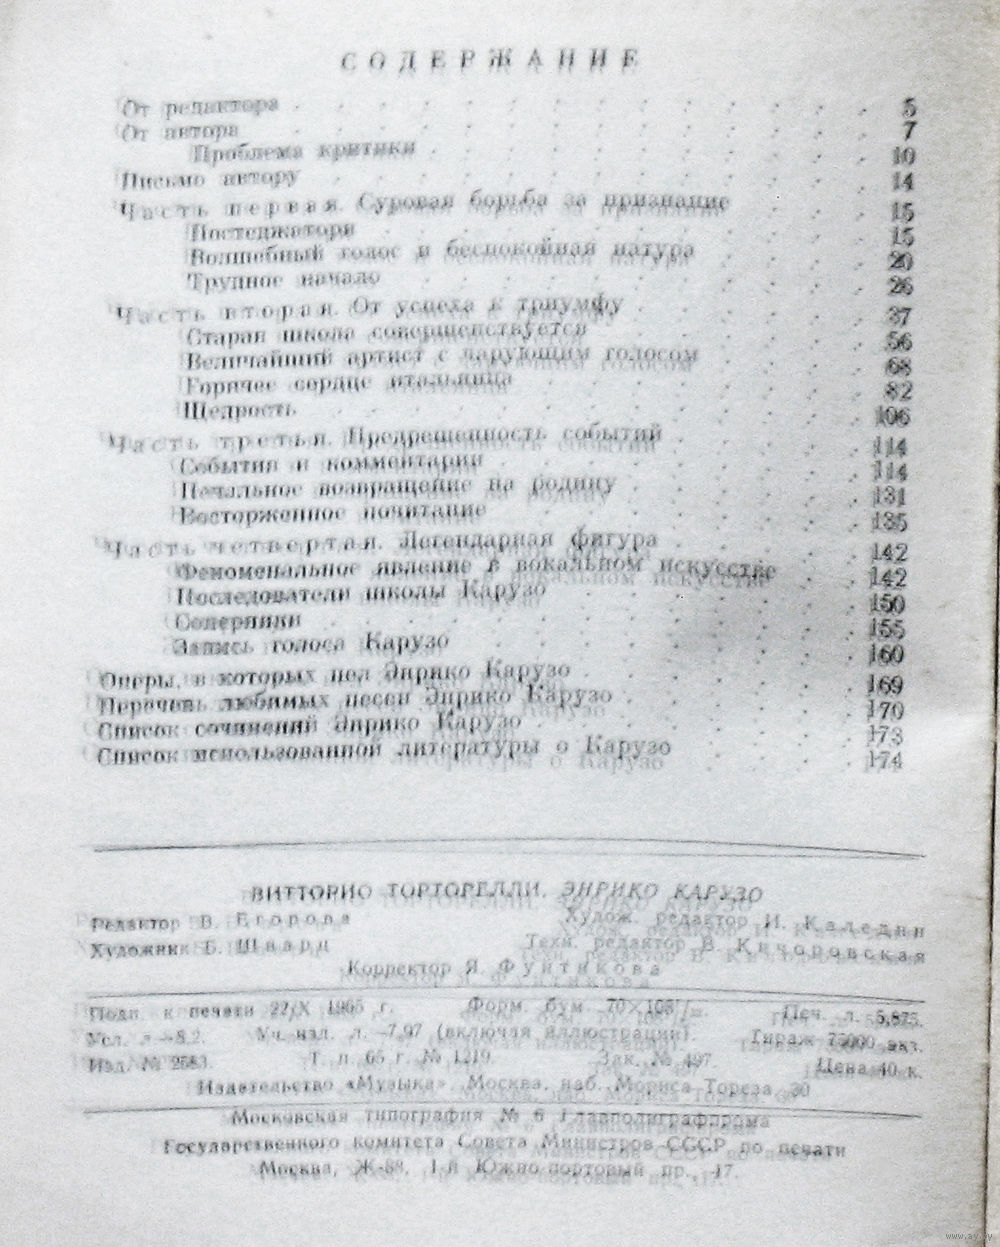 СОДЕРЖАНИЕ
От редактора . . . . . . . . . . . . . . 5
От автора . . . . . . . . . . . . . . 7
Проблема критики . . . . . . . . . . . 10
Письмо автору . . . . . . . . . . . . . 14
Часть первая. Суровая борьба за признание . . . . 15
Постеджатори . . . . . . . . . . . . 15
Волшебный голос и беспокойная натура . . . . 20
Трудное начало . . . . . . . . . . . . 26
Часть вторая. От успеха к триумфу . . . . . . 37
Старая школа совершенствуется . . . . . . . 56
Величайший артист с чарующим голосом . . . . 68
Горячее сердце итальянца . . . . . . . . 82
Щедрость . . . . . . . . . . . . . 106
Часть третья. Предрешенность событий . . . . . 114
События и комментарии . . . . . . . . . 114
Печальное возвращение на родину . . . . . . 131
Восторженное почитание . . . . . . . . . 135
Часть четвертая. Легендарная фигура . . . . . 142
Феноменальное явление в вокальном искусстве . . 142
Последователи школы Карузо . . . . . . . 150
Соперники . . . . . . . . . . . . . 155
Запись голоса Карузо . . . . . . . . . 160
Оперы, в которых пел Энрико Карузо . . . . . . . 169
Перечень любимых песен Энрико Карузо . . . . . . 170
Список сочинений Энрико Карузо . . . . . . . . 173
Список использованной литературы о Карузо . . . . 174
ВИТТОРИО ТОРТОРЕЛЛИ. ЭНРИКО КАРУЗО
Редактор В. Егорова Худож. редактор И. Каледин
Художник Б. Шварц Техн. редактор В. Кичоровская
Корректор Я. Фунтикова
Подп. к печати 27/X 1965 г. Форм. бум. 70×108 Печ. л. 5,875.
Усл. л.—8,2. Уч.-изд. л.—7,97 (включая иллюстрации). Тираж 75000 экз.
Изд. № 2583. Т. п. 65 г. № 1219. Зак. № 497. Цена 40 к.
Издательство «Музыка», Москва, наб. Мориса Тореза, 30
Московская типография № 6 Главполиграфпрома
Государственного комитета Совета Министров СССР по печати
Москва, Ж-88, 1-й Южно-портовый пр., 17.
www.ay.by